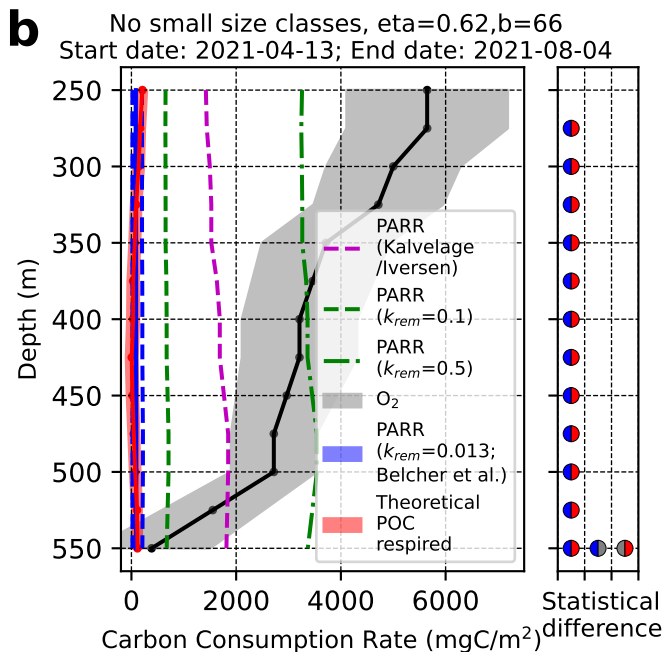 b
No small size classes, eta=0.62,b=66
Start date: 2021-04-13; End date: 2021-08-04
250
300
350
400
450
500
550
Depth (m)
PARR
(Kalvelage
/Iversen)
PARR
(k_rem=0.1)
PARR
(k_rem=0.5)
O₂
PARR
(k_rem=0.013;
Belcher et al.)
Theoretical
POC
respired
0 2000 4000 6000
Carbon Consumption Rate (mgC/m²)
Statistical
difference